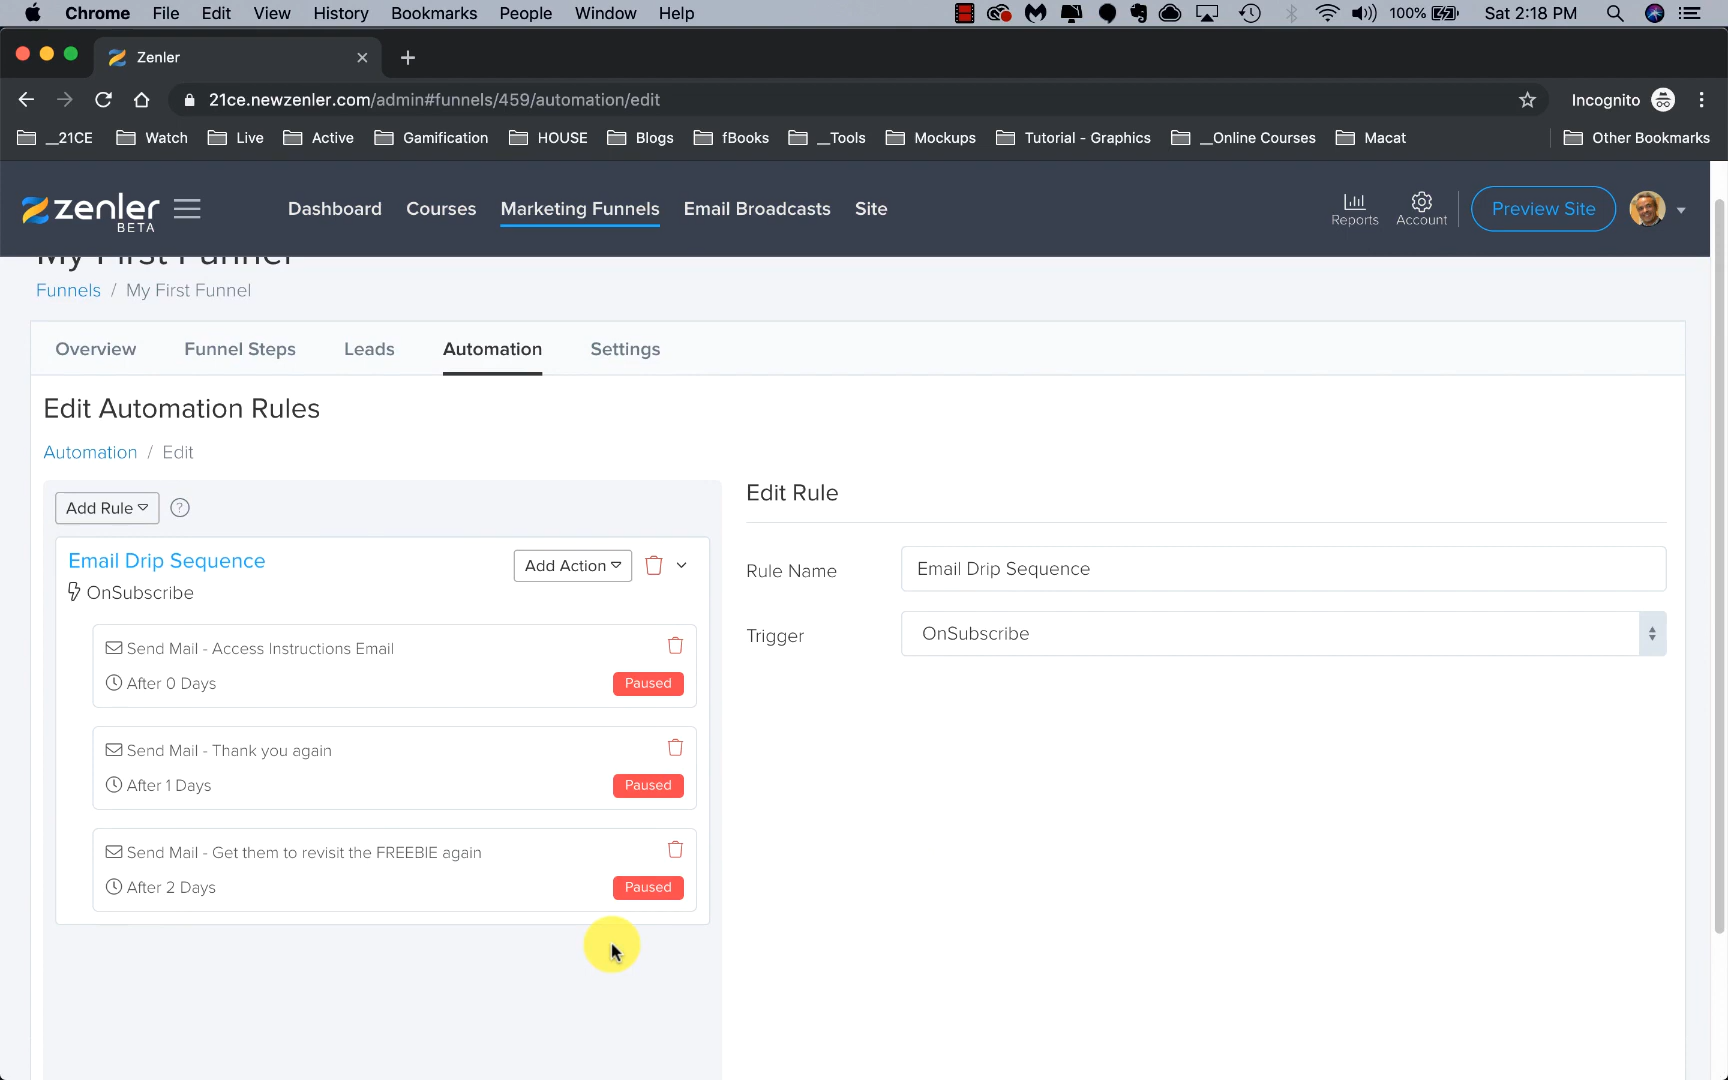 Chrome File Edit View History Bookmarks People Window Help 100% Sat 2:18 PM
Zenler
21ce.newzenler.com/admin#funnels/459/automation/edit Incognito
__21CE Watch Live Active Gamification HOUSE Blogs fBooks __Tools Mockups Tutorial - Graphics __Online Courses Macat Other Bookmarks
zenler BETA Dashboard Courses Marketing Funnels Email Broadcasts Site Reports Account Preview Site
My First Funnel
Funnels / My First Funnel
Overview Funnel Steps Leads Automation Settings
Edit Automation Rules
Automation / Edit
Add Rule ?
Email Drip Sequence Add Action
OnSubscribe
Send Mail - Access Instructions Email
After 0 Days Paused
Send Mail - Thank you again
After 1 Days Paused
Send Mail - Get them to revisit the FREEBIE again
After 2 Days Paused
Edit Rule
Rule Name Email Drip Sequence
Trigger OnSubscribe